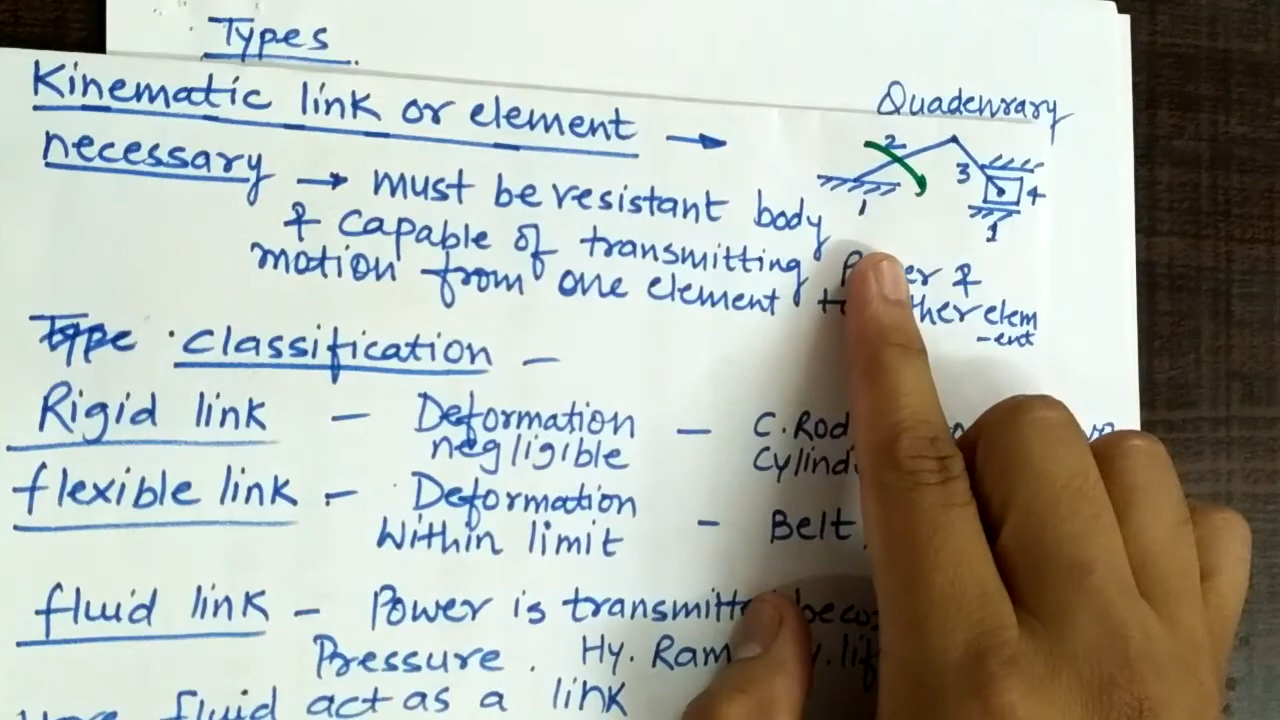 Types
Kinematic link or element →
Quadenrary
2
3
4
1
1
necessary → must be resistant body
& capable of transmitting & 
motion from one element elem
-ent
Type classification –
Rigid link – Deformation – C.Rod
negligible
flexible link – Deformation
Within limit – Belt,
fluid link – Power is transmitt
Pressure. Hy. Ram
fluid act as a link